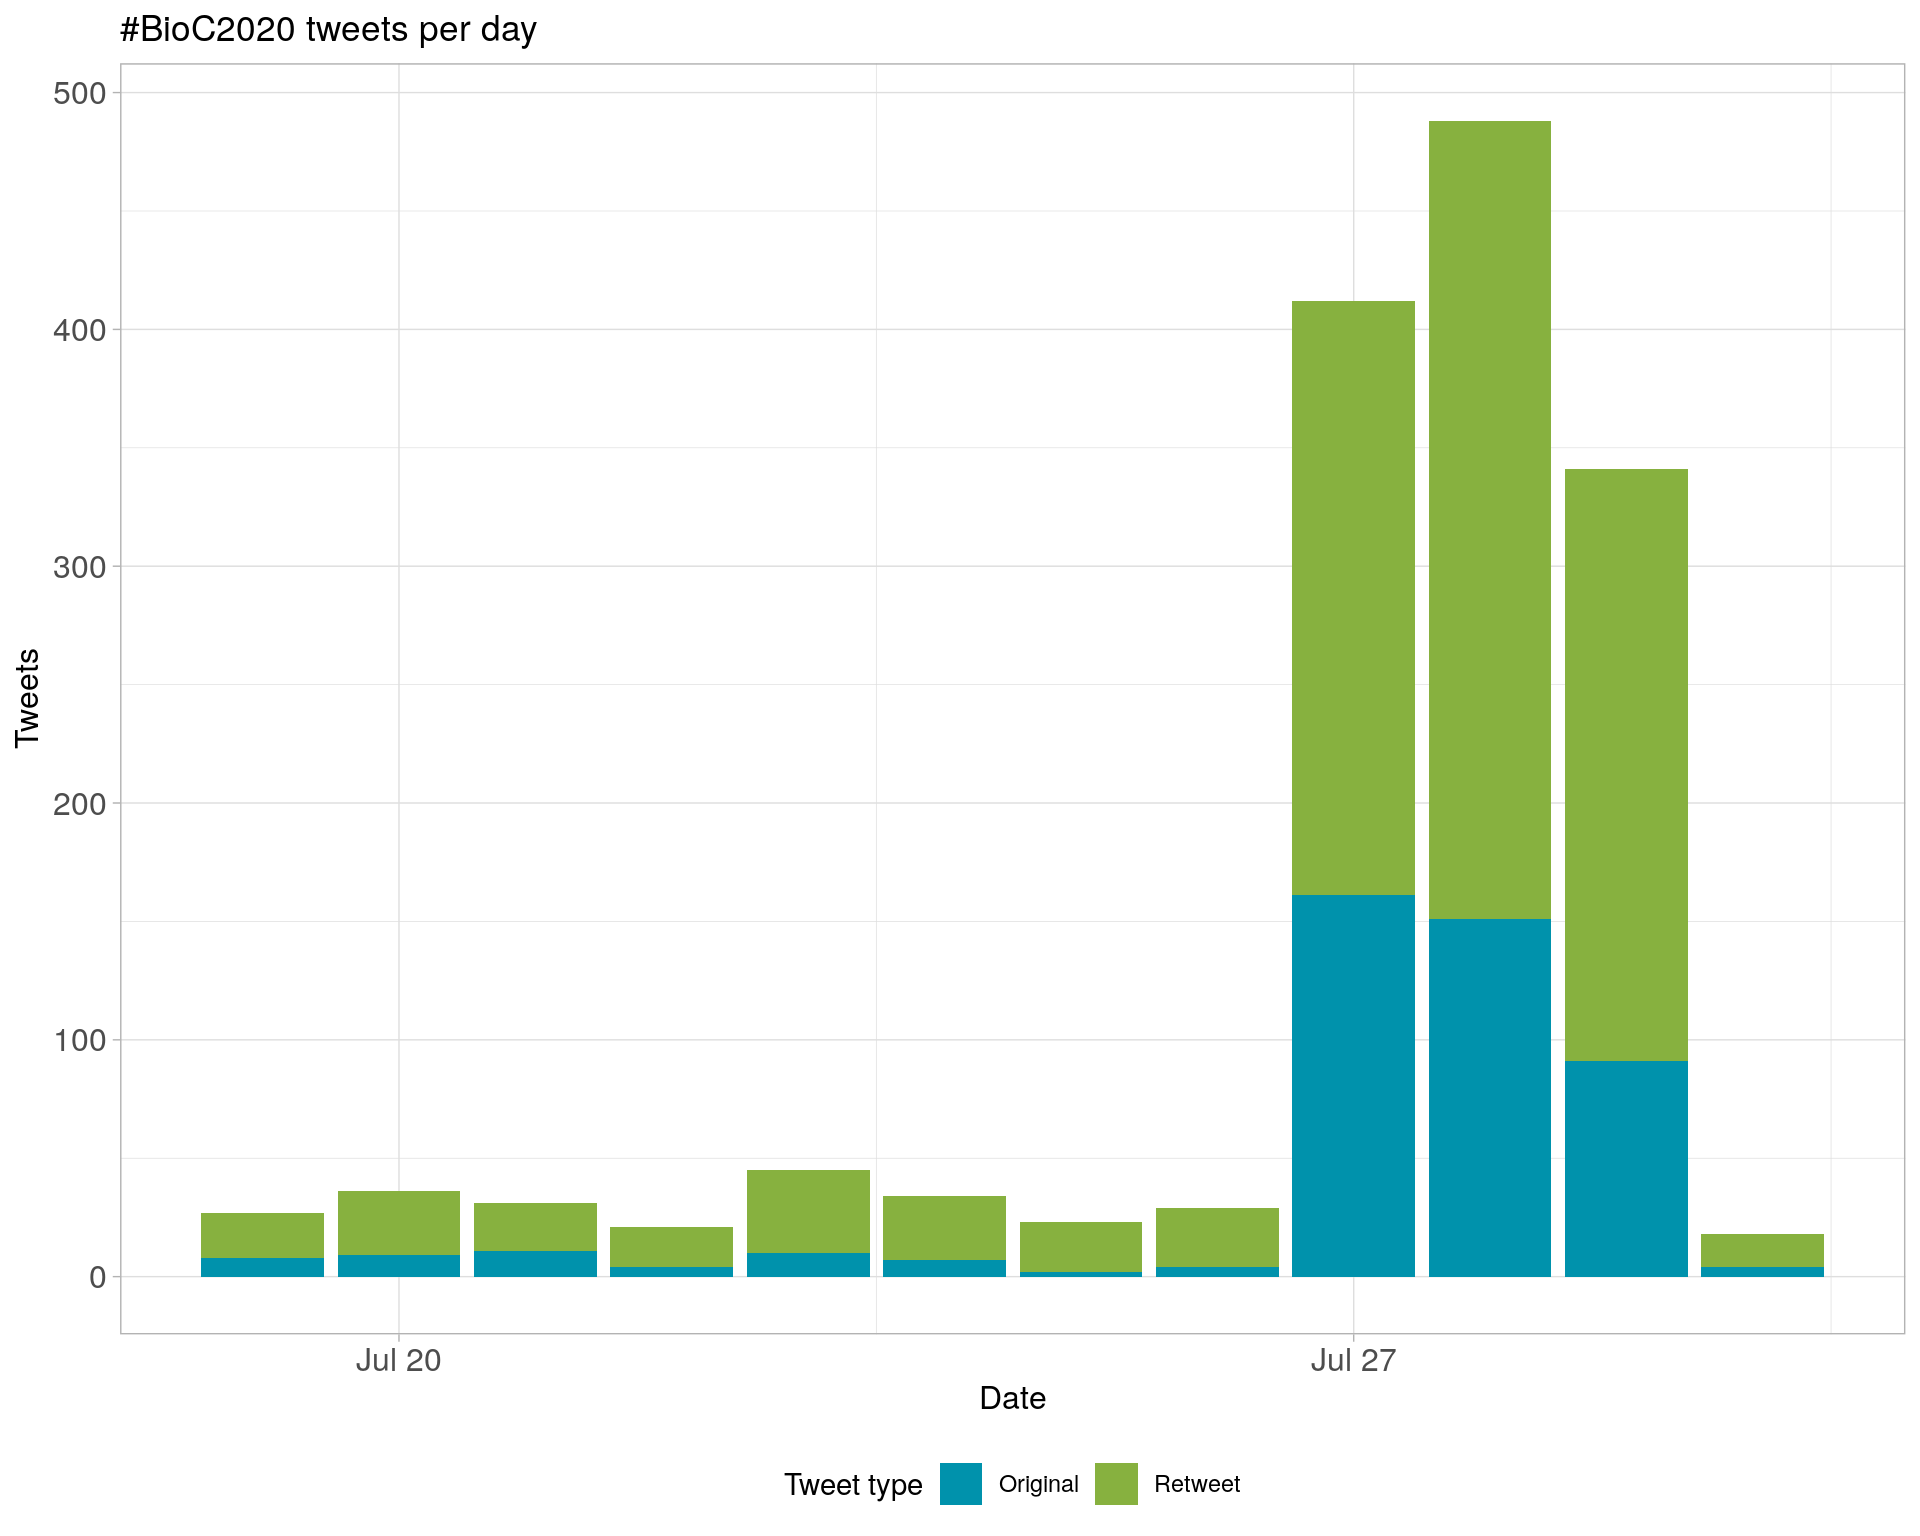 #BioC2020 tweets per day
500
400
300
200
100
0
Tweets
Jul 20 Jul 27
Date
Tweet type Original Retweet